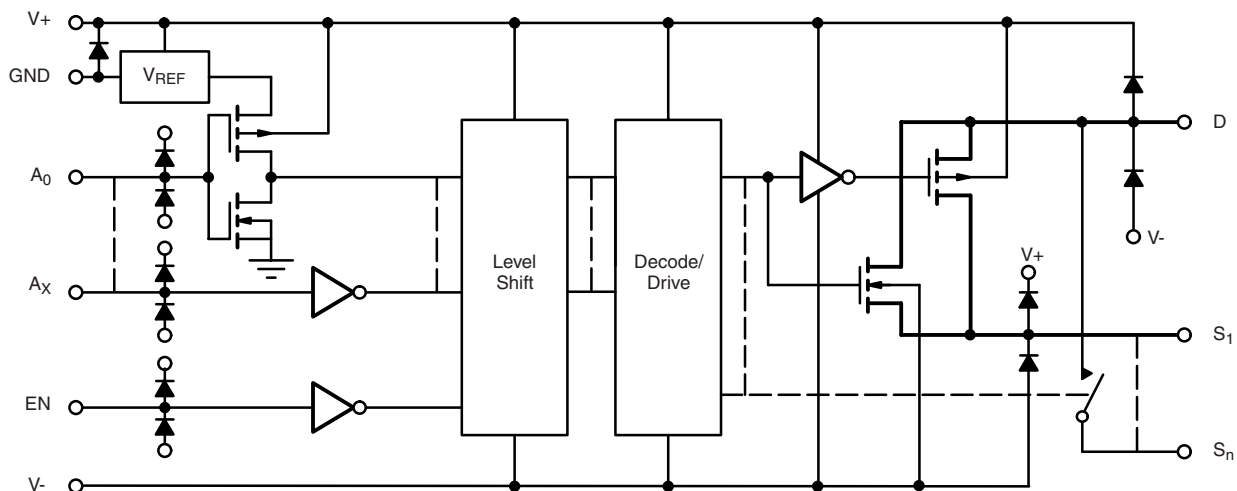 V+
GND
VREF
A0
AX
EN
V-
Level
Shift
Decode/
Drive
D
V-
V+
S1
Sn